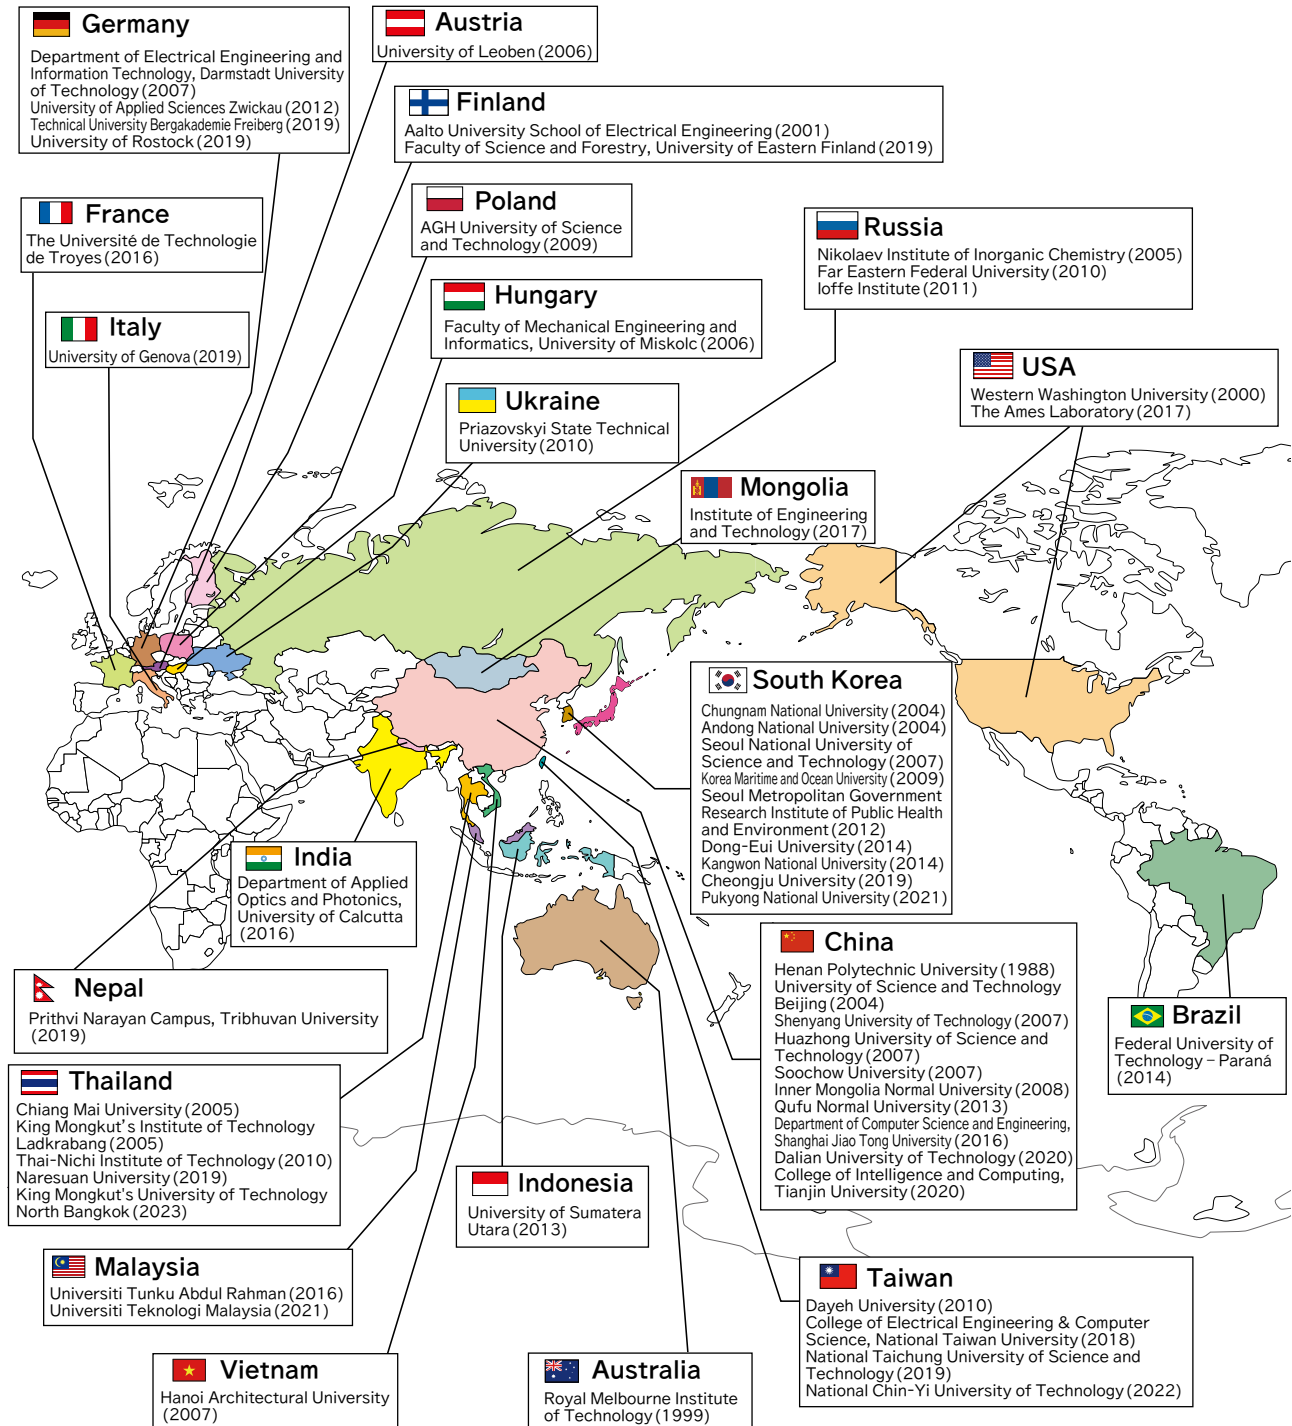 Germany
Department of Electrical Engineering and
Information Technology, Darmstadt University
of Technology (2007)
University of Applied Sciences Zwickau (2012)
Technical University Bergakademie Freiberg (2019)
University of Rostock (2019)
Austria
University of Leoben (2006)
Finland
Aalto University School of Electrical Engineering (2001)
Faculty of Science and Forestry, University of Eastern Finland (2019)
France
The Université de Technologie
de Troyes (2016)
Poland
AGH University of Science
and Technology (2009)
Russia
Nikolaev Institute of Inorganic Chemistry (2005)
Far Eastern Federal University (2010)
Ioffe Institute (2011)
Italy
University of Genova (2019)
Hungary
Faculty of Mechanical Engineering and
Informatics, University of Miskolc (2006)
USA
Western Washington University (2000)
The Ames Laboratory (2017)
Ukraine
Priazovskyi State Technical
University (2010)
Mongolia
Institute of Engineering
and Technology (2017)
South Korea
Chungnam National University (2004)
Andong National University (2004)
Seoul National University of
Science and Technology (2007)
Korea Maritime and Ocean University (2009)
Seoul Metropolitan Government
Research Institute of Public Health
and Environment (2012)
Dong-Eui University (2014)
Kangwon National University (2014)
Cheongju University (2019)
Pukyong National University (2021)
India
Department of Applied
Optics and Photonics,
University of Calcutta
(2016)
China
Henan Polytechnic University (1988)
University of Science and Technology
Beijing (2004)
Shenyang University of Technology (2007)
Huazhong University of Science and
Technology (2007)
Soochow University (2007)
Inner Mongolia Normal University (2008)
Qufu Normal University (2013)
Department of Computer Science and Engineering,
Shanghai Jiao Tong University (2016)
Dalian University of Technology (2020)
College of Intelligence and Computing,
Tianjin University (2020)
Nepal
Prithvi Narayan Campus, Tribhuvan University
(2019)
Brazil
Federal University of
Technology – Paraná
(2014)
Thailand
Chiang Mai University (2005)
King Mongkut’s Institute of Technology
Ladkrabang (2005)
Thai-Nichi Institute of Technology (2010)
Naresuan University (2019)
King Mongkut's University of Technology
North Bangkok (2023)
Indonesia
University of Sumatera
Utara (2013)
Malaysia
Universiti Tunku Abdul Rahman (2016)
Universiti Teknologi Malaysia (2021)
Taiwan
Dayeh University (2010)
College of Electrical Engineering & Computer
Science, National Taiwan University (2018)
National Taichung University of Science and
Technology (2019)
National Chin-Yi University of Technology (2022)
Vietnam
Hanoi Architectural University
(2007)
Australia
Royal Melbourne Institute
of Technology (1999)